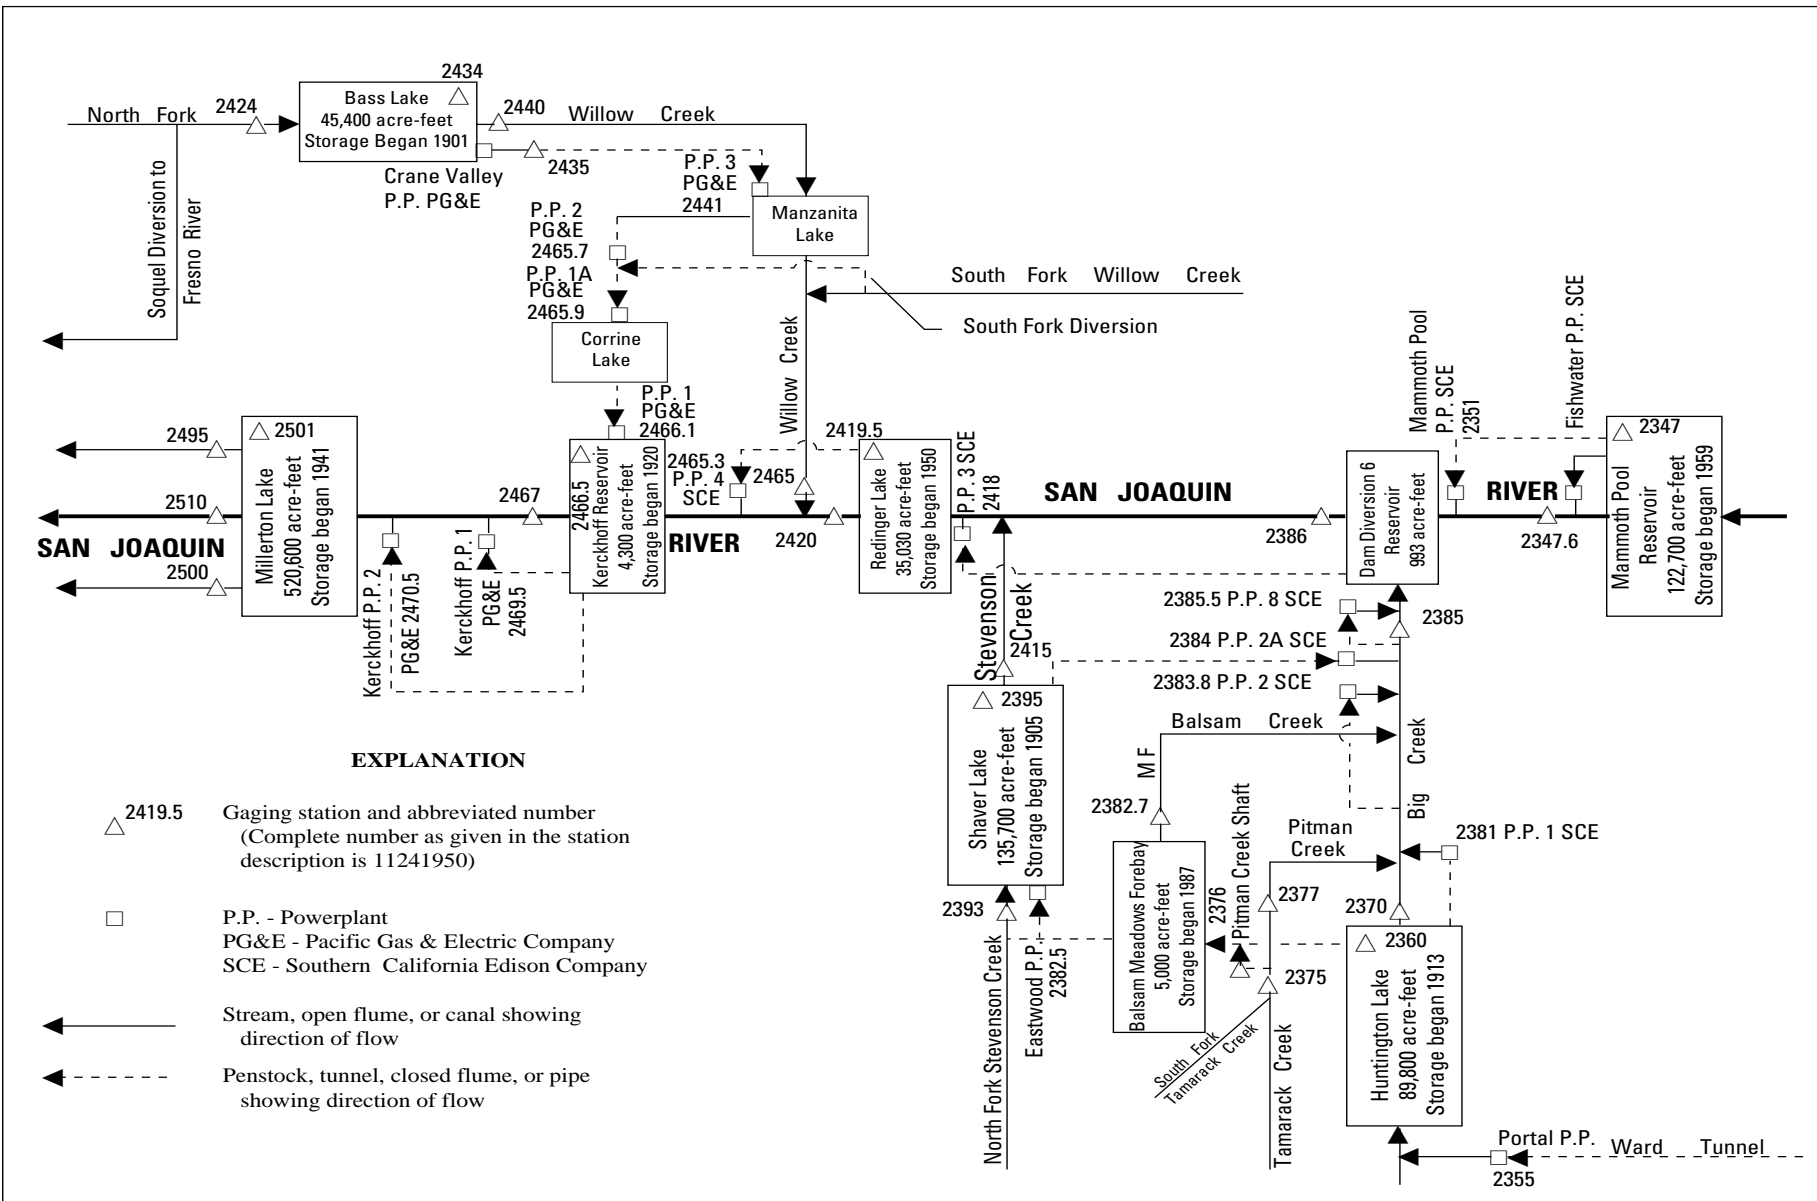 2434
Bass Lake
45,400 acre-feet
Storage Began 1901
North Fork
2424
2440
Willow Creek
2435
Crane Valley
P.P. PG&E
P.P. 3
PG&E
2441
Manzanita
Lake
P.P. 2
PG&E
2465.7
P.P. 1A
PG&E
2465.9
Corrine
Lake
P.P. 1
PG&E
2466.1
Soquel Diversion to
Fresno River
South Fork Willow Creek
South Fork Diversion
Willow Creek
Mammoth Pool
P.P. SCE
2351
Fishwater P.P. SCE
2495
2501
Millerton Lake
520,600 acre-feet
Storage began 1941
2510
SAN JOAQUIN
2500
Kerckhoff P.P. 2
PG&E 2470.5
Kerckhoff P.P. 1
PG&E
2469.5
2467
2466.5
Kerckhoff Reservoir
4,300 acre-feet
Storage began 1920
RIVER
2465.3
P.P. 4
SCE
2465
2420
2419.5
Redinger Lake
35,030 acre-feet
Storage began 1950
P.P. 3 SCE
2418
SAN JOAQUIN
2386
Dam Diversion 6
Reservoir
993 acre-feet
RIVER
2347.6
2347
Mammoth Pool
Reservoir
122,700 acre-feet
Storage began 1959
Stevenson
Creek
2415
2385.5 P.P. 8 SCE
2385
2384 P.P. 2A SCE
2383.8 P.P. 2 SCE
Balsam Creek
M F
Big Creek
2395
Shaver Lake
135,700 acre-feet
Storage began 1905
2382.7
Balsam Meadows Forebay
5,000 acre-feet
Storage began 1987
2376
Pitman Creek Shaft
Pitman
Creek
2381 P.P. 1 SCE
2377
2370
2393
North Fork Stevenson Creek
Eastwood P.P.
2382.5
2375
South Fork
Tamarack Creek
Tamarack Creek
2360
Huntington Lake
89,800 acre-feet
Storage began 1913
Portal P.P.
2355
Ward Tunnel
EXPLANATION
2419.5
Gaging station and abbreviated number
(Complete number as given in the station
description is 11241950)
P.P. - Powerplant
PG&E - Pacific Gas & Electric Company
SCE - Southern California Edison Company
Stream, open flume, or canal showing
direction of flow
Penstock, tunnel, closed flume, or pipe
showing direction of flow